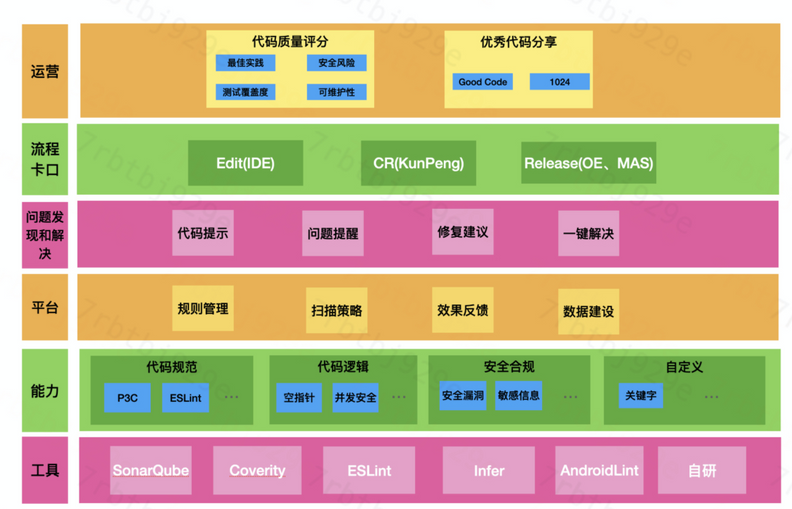 运营
代码质量评分
最佳实践
安全风险
测试覆盖度
可维护性
优秀代码分享
Good Code
1024
流程
卡口
Edit(IDE)
CR(KunPeng)
Release(OE、MAS)
问题发
现和解
决
代码提示
问题提醒
修复建议
一键解决
平台
规则管理
扫描策略
效果反馈
数据建设
能力
代码规范
P3C
ESLint
...
代码逻辑
空指针
并发安全
...
安全合规
安全漏洞
敏感信息
...
自定义
关键字
...
工具
SonarQube
Coverity
ESLint
Infer
AndroidLint
自研